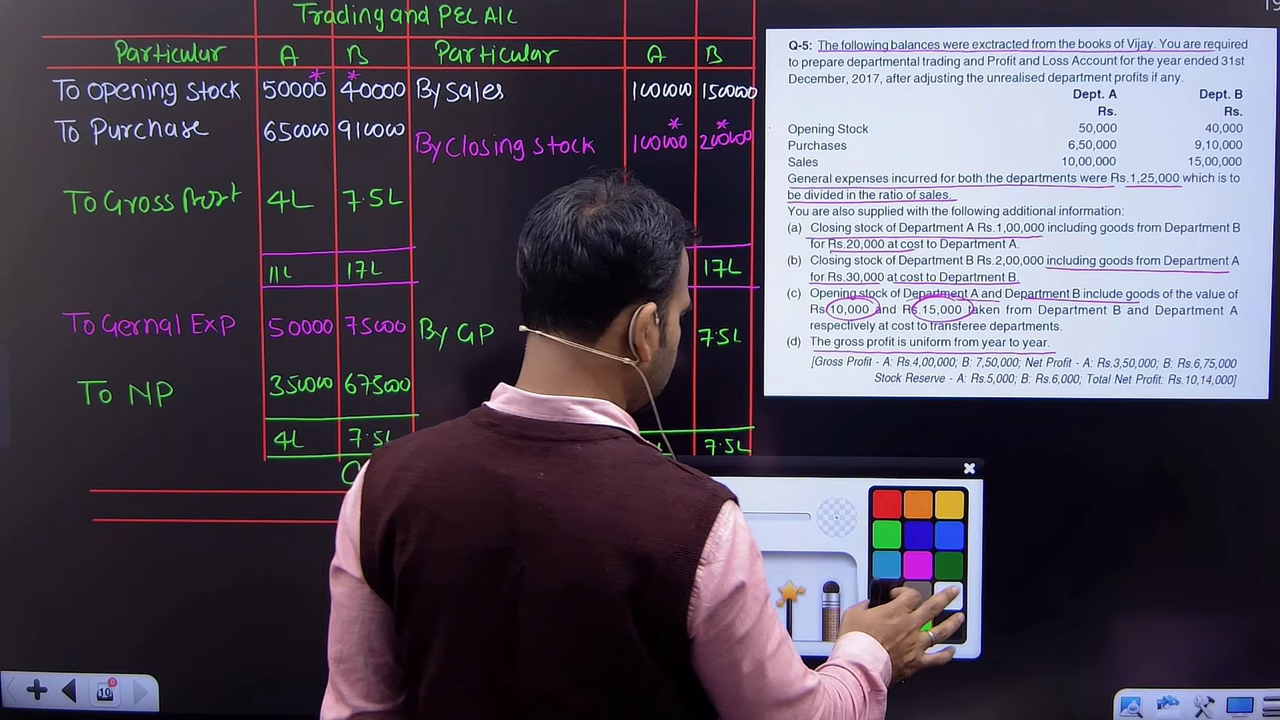 Trading and P&L A/c
Particular A B Particular A B
To opening stock 50000 * 40000 * By Sales 1000000 1500000
To Purchase 650000 910000 By Closing stock 100000 * 200000 *
To Gross Profit 4L 7.5L
11L 17L 17L
To Gernal Exp 50000 75000 By GP 7.5L
To NP 350000 675000
4L 7.5L 7.5L
Q-5: The following balances were exctracted from the books of Vijay. You are required
to prepare departmental trading and Profit and Loss Account for the year ended 31st
December, 2017, after adjusting the unrealised department profits if any.
Dept. A Dept. B
Rs. Rs.
Opening Stock 50,000 40,000
Purchases 6,50,000 9,10,000
Sales 10,00,000 15,00,000
General expenses incurred for both the departments were Rs.1,25,000 which is to
be divided in the ratio of sales.
You are also supplied with the following additional information:
(a) Closing stock of Department A Rs.1,00,000 including goods from Department B
for Rs.20,000 at cost to Department A.
(b) Closing stock of Department B Rs.2,00,000 including goods from Department A
for Rs.30,000 at cost to Department B.
(c) Opening stock of Department A and Department B include goods of the value of
Rs 10,000 and Rs.15,000 taken from Department B and Department A
respectively at cost to transferee departments.
(d) The gross profit is uniform from year to year.
[Gross Profit - A: Rs.4,00,000; B: 7,50,000; Net Profit - A: Rs.3,50,000; B: Rs.6,75,000
Stock Reserve - A: Rs.5,000; B: Rs.6,000; Total Net Profit: Rs.10,14,000]
19